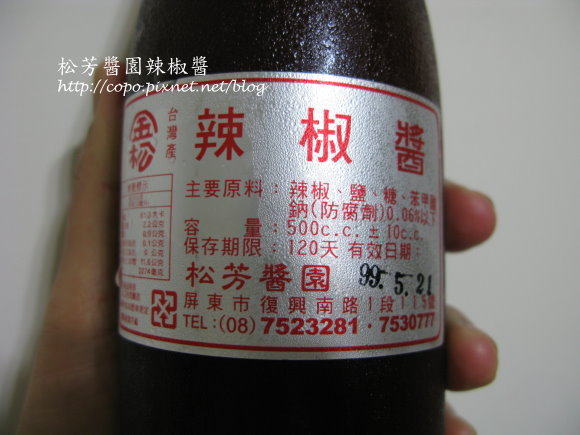 松芳醬園辣椒醬
http://copo.pixnet.net/blog
金松
台灣產
辣椒醬
主要原料：辣椒、鹽、糖、苯甲酸
鈉(防腐劑)0.06%以下
容量：500c.c.±10c.c.
保存期限：120天 有效日期：
99.5.21
松芳醬園
屏東市復興南路1段115號
TEL:(08)7523281·7530777